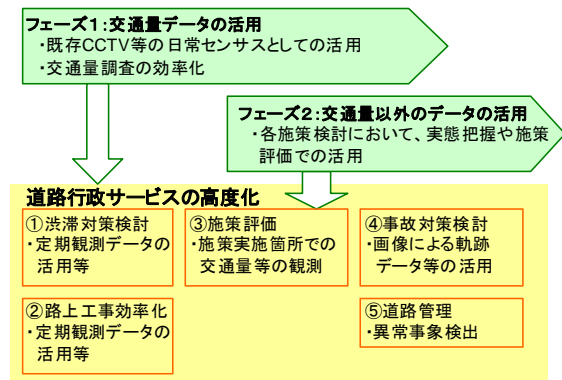 フェーズ1:交通量データの活用
・既存CCTV等の日常センサスとしての活用
・交通量調査の効率化
フェーズ2:交通量以外のデータの活用
・各施策検討において、実態把握や施策
評価での活用
道路行政サービスの高度化
①渋滞対策検討
・定期観測データの
活用等
③施策評価
・施策実施箇所での
交通量等の観測
④事故対策検討
・画像による軌跡
データ等の活用
②路上工事効率化
・定期観測データの
活用等
⑤道路管理
・異常事象検出